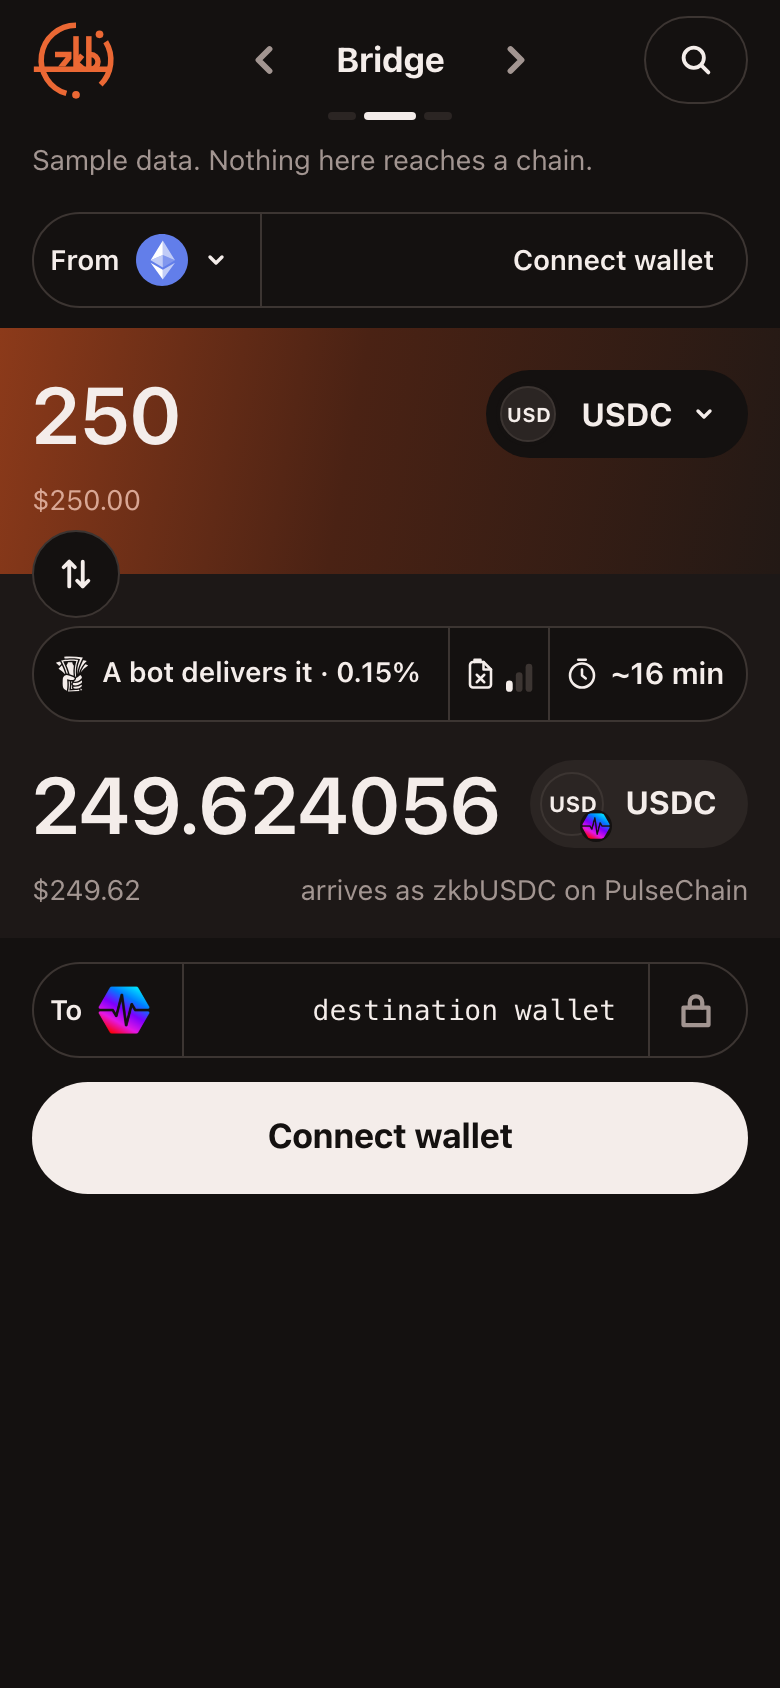 zkb
Bridge
Sample data. Nothing here reaches a chain.
From
Connect wallet
250
USD USDC
$250.00
A bot delivers it · 0.15%
~16 min
249.624056
USD USDC
$249.62
arrives as zkbUSDC on PulseChain
To
destination wallet
Connect wallet